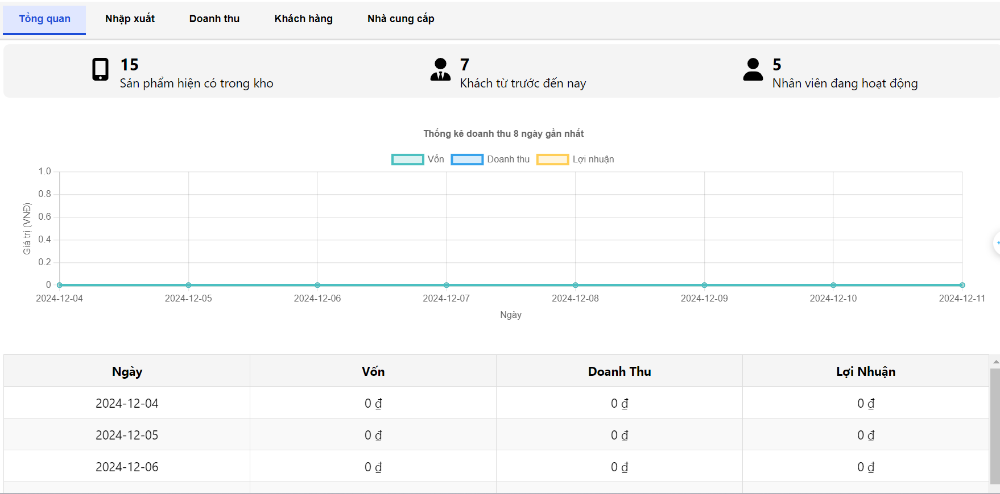 Tổng quan Nhập xuất Doanh thu Khách hàng Nhà cung cấp
15
Sản phẩm hiện có trong kho
7
Khách từ trước đến nay
5
Nhân viên đang hoạt động
Thống kê doanh thu 8 ngày gần nhất
Vốn Doanh thu Lợi nhuận
Giá trị (VNĐ)
1.0
0.8
0.6
0.4
0.2
0
2024-12-04 2024-12-05 2024-12-06 2024-12-07 2024-12-08 2024-12-09 2024-12-10 2024-12-11
Ngày
Ngày Vốn Doanh Thu Lợi Nhuận
2024-12-04 0 ₫ 0 ₫ 0 ₫
2024-12-05 0 ₫ 0 ₫ 0 ₫
2024-12-06 0 ₫ 0 ₫ 0 ₫